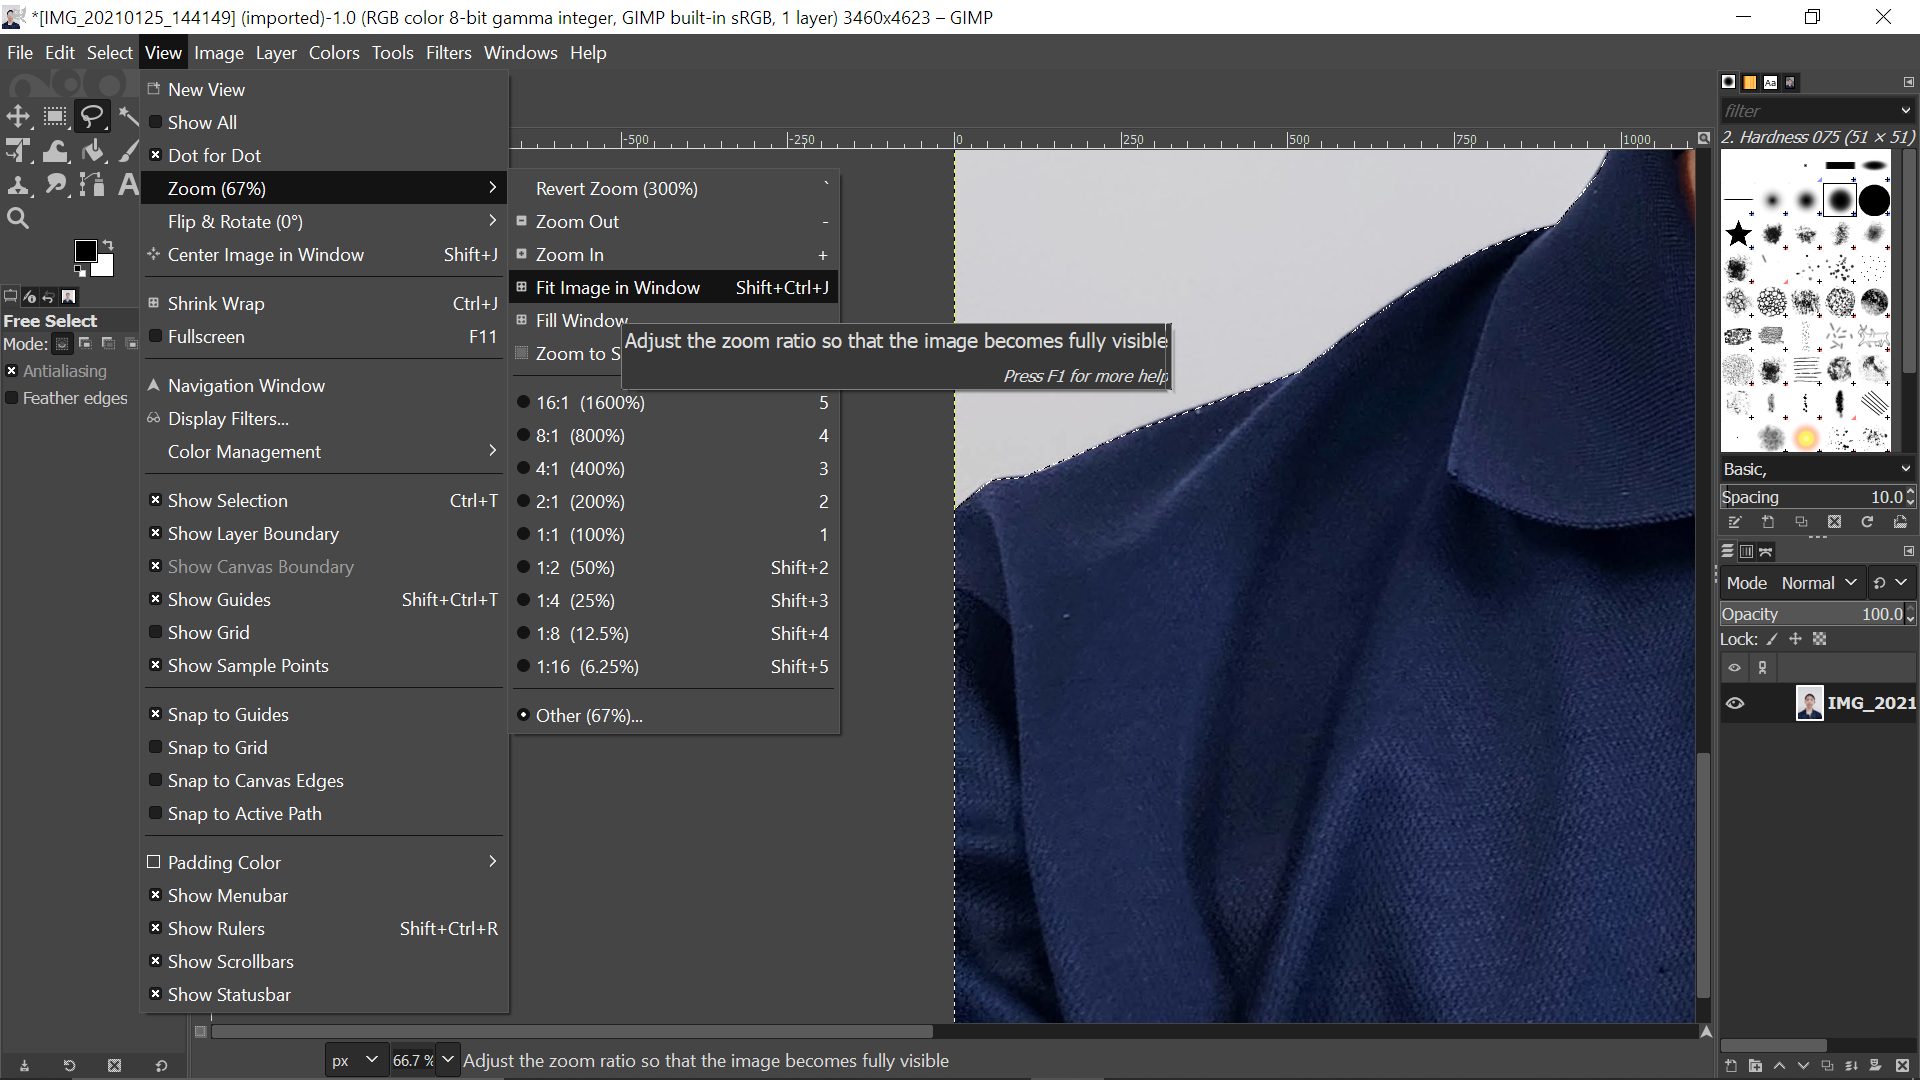 *[IMG_20210125_144149] (imported)-1.0 (RGB color 8-bit gamma integer, GIMP built-in sRGB, 1 layer) 3460x4623 – GIMP
File Edit Select View Image Layer Colors Tools Filters Windows Help
New View
Show All
Dot for Dot
Zoom (67%)
Flip & Rotate (0°)
Center Image in Window Shift+J
Shrink Wrap Ctrl+J
Fullscreen F11
Navigation Window
Display Filters...
Color Management
Show Selection Ctrl+T
Show Layer Boundary
Show Canvas Boundary
Show Guides Shift+Ctrl+T
Show Grid
Show Sample Points
Snap to Guides
Snap to Grid
Snap to Canvas Edges
Snap to Active Path
Padding Color
Show Menubar
Show Rulers Shift+Ctrl+R
Show Scrollbars
Show Statusbar
Free Select
Mode:
Antialiasing
Feather edges
Revert Zoom (300%) `
Zoom Out -
Zoom In +
Fit Image in Window Shift+Ctrl+J
Fill Window
Zoom to S
16:1 (1600%) 5
8:1 (800%) 4
4:1 (400%) 3
2:1 (200%) 2
1:1 (100%) 1
1:2 (50%) Shift+2
1:4 (25%) Shift+3
1:8 (12.5%) Shift+4
1:16 (6.25%) Shift+5
Other (67%)...
Adjust the zoom ratio so that the image becomes fully visible
Press F1 for more help
-500 -250 0 250 500 750 1000
filter
2. Hardness 075 (51 × 51)
Basic,
Spacing 10.0
Mode Normal
Opacity 100.0
Lock:
IMG_2021
px 66.7 % Adjust the zoom ratio so that the image becomes fully visible